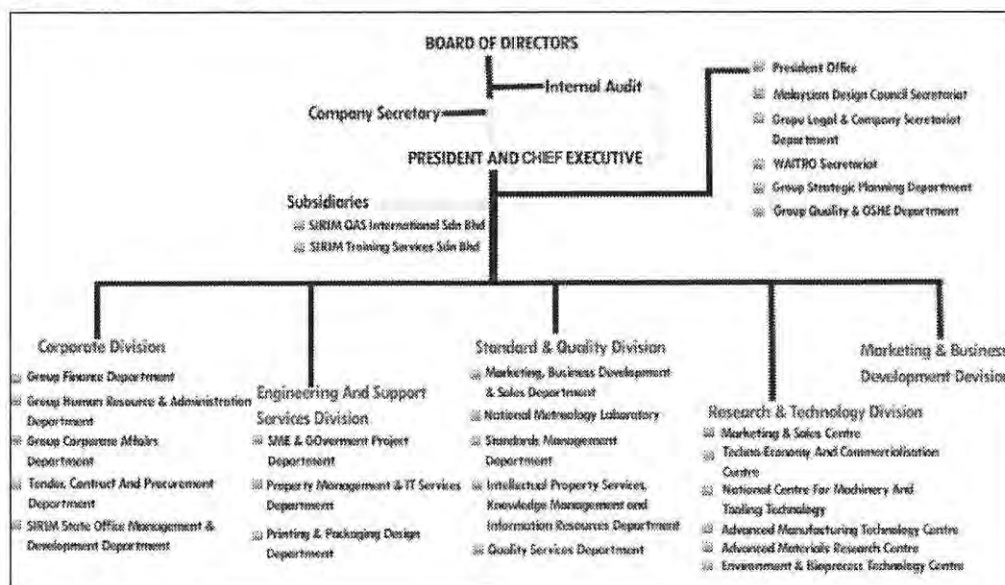 BOARD OF DIRECTORS
Internal Audit
Company Secretary
PRESIDENT AND CHIEF EXECUTIVE
President Office
Malaysian Design Council Secretariat
Gropu Legal & Company Secretariat
Department
WAITRO Secretariat
Group Strategic Planning Department
Group Quality & OSHE Department
Subsidiaries
SIRIM QAS International Sdn Bhd
SIRIM Training Services Sdn Bhd
Corporate Division
Group Finance Department
Group Human Resource & Administration
Department
Group Corporate Affairs
Department
Tender, Contract And Procurement
Department
SIRIM State Office Management &
Development Department
Engineering And Support
Services Division
SME & GOverment Project
Department
Property Management & IT Services
Department
Printing & Packaging Design
Department
Standard & Quality Division
Marketing, Business Development
& Sales Department
National Metrology Laboratory
Standards Management
Department
Intellectual Property Services,
Knowledge Management and
Information Resources Department
Quality Services Department
Research & Technology Division
Marketing & Sales Centre
Techno Economy And Commercialisation
Centre
National Centre For Machinery And
Tooling Technology
Advanced Manufacturing Technology Centre
Advanced Materials Research Centre
Environment & Bioprocess Technology Centre
Marketing & Business
Development Devision